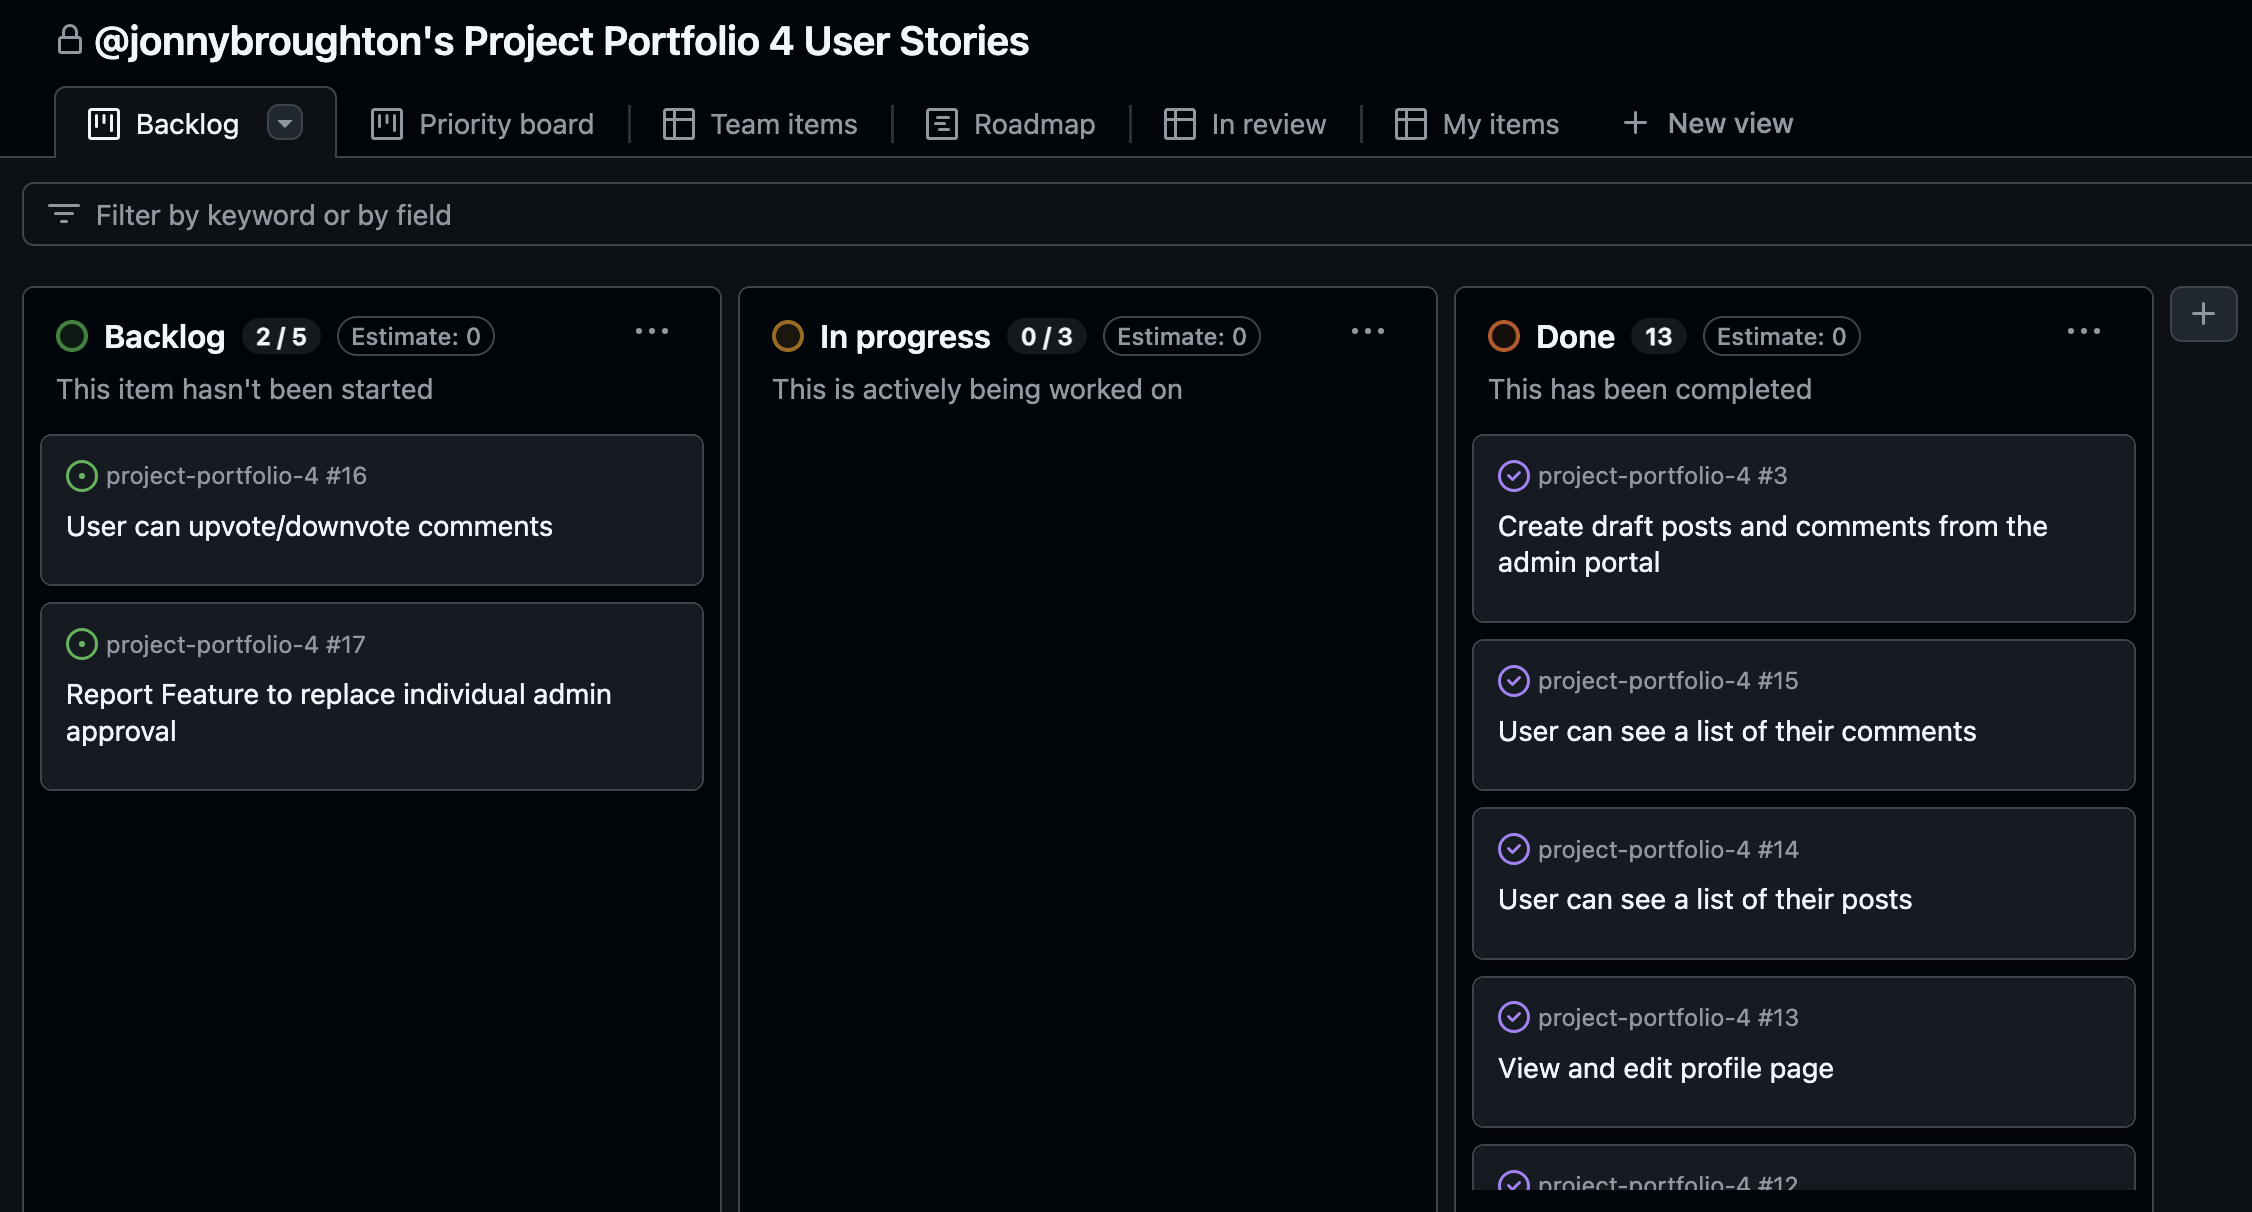 @jonnybroughton's Project Portfolio 4 User Stories
Backlog
Priority board
Team items
Roadmap
In review
My items
New view
Filter by keyword or by field
Backlog 2 / 5 Estimate: 0
This item hasn't been started
project-portfolio-4 #16
User can upvote/downvote comments
project-portfolio-4 #17
Report Feature to replace individual admin
approval
In progress 0 / 3 Estimate: 0
This is actively being worked on
Done 13 Estimate: 0
This has been completed
project-portfolio-4 #3
Create draft posts and comments from the
admin portal
project-portfolio-4 #15
User can see a list of their comments
project-portfolio-4 #14
User can see a list of their posts
project-portfolio-4 #13
View and edit profile page
project-portfolio-4 #12